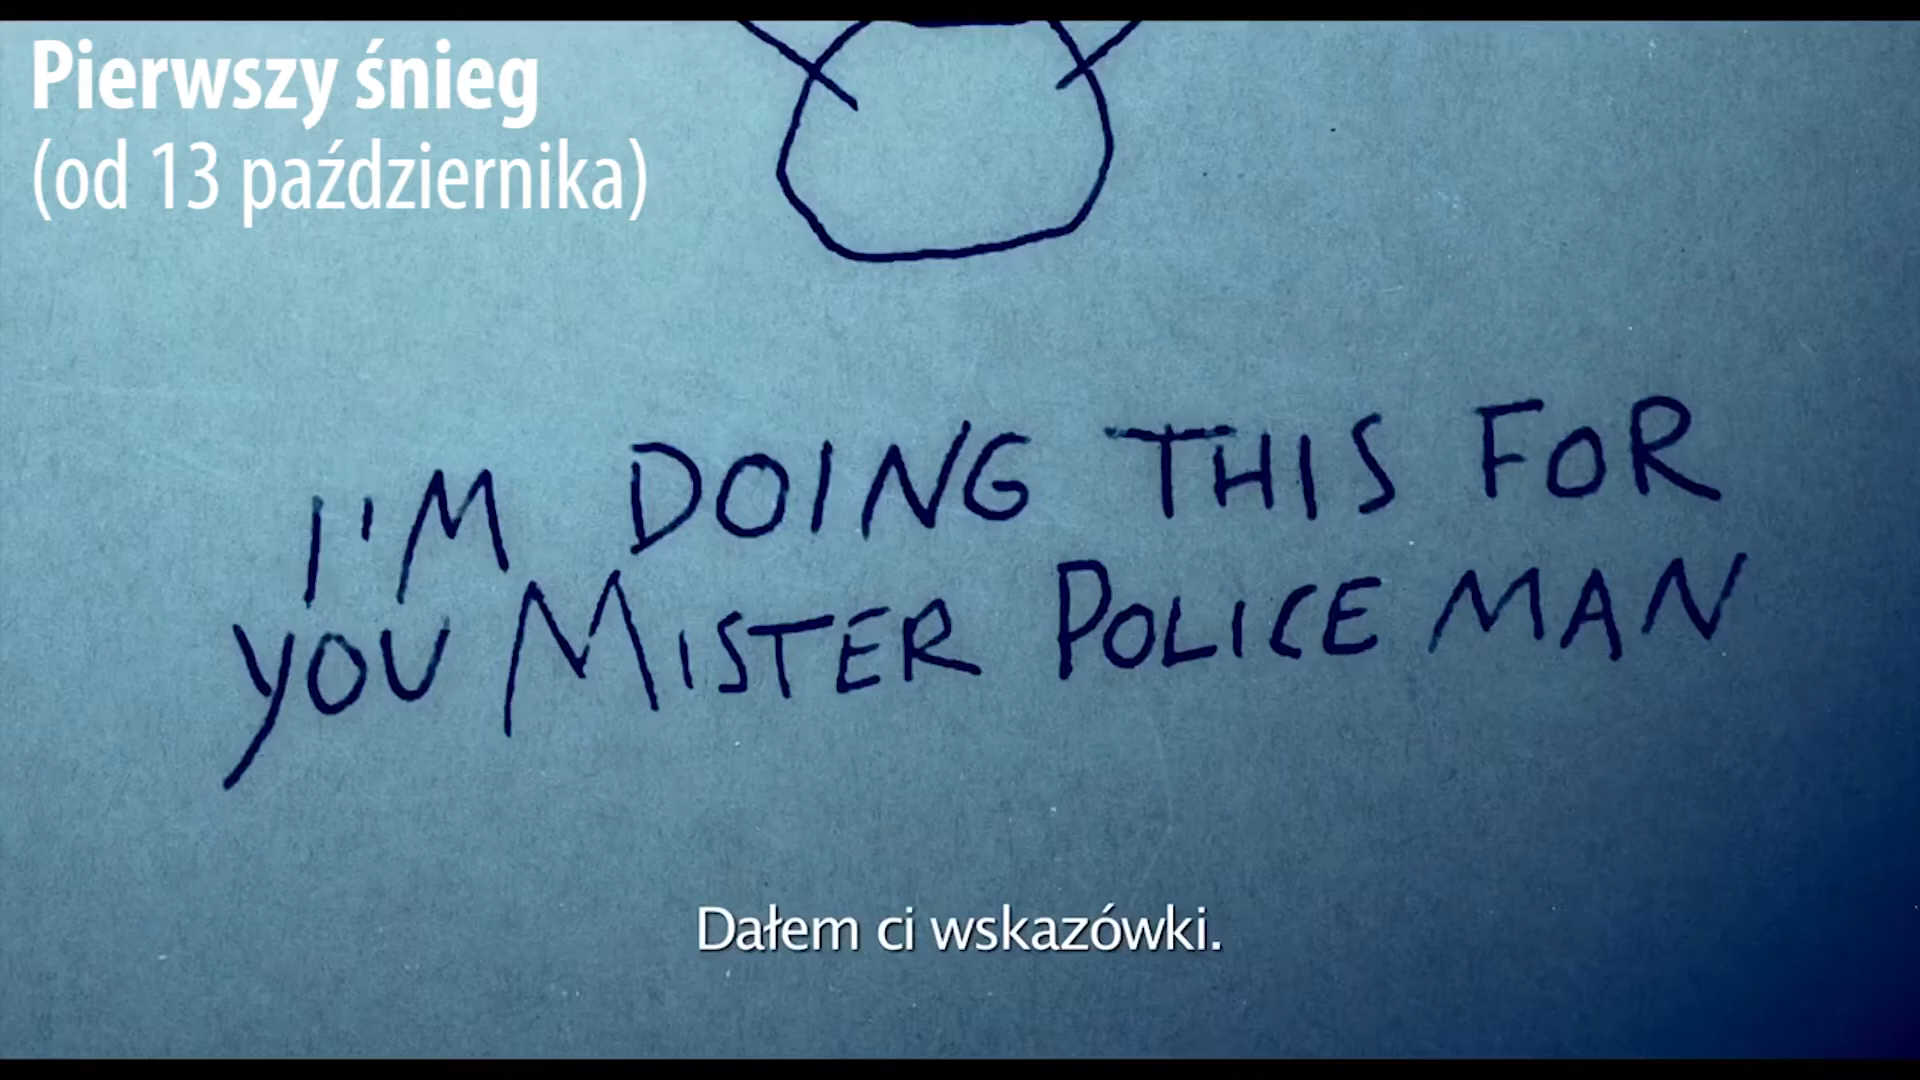 Pierwszy śnieg
(od 13 października)
I'M DOING THIS FOR
YOU MISTER POLICE MAN
Dałem ci wskazówki.